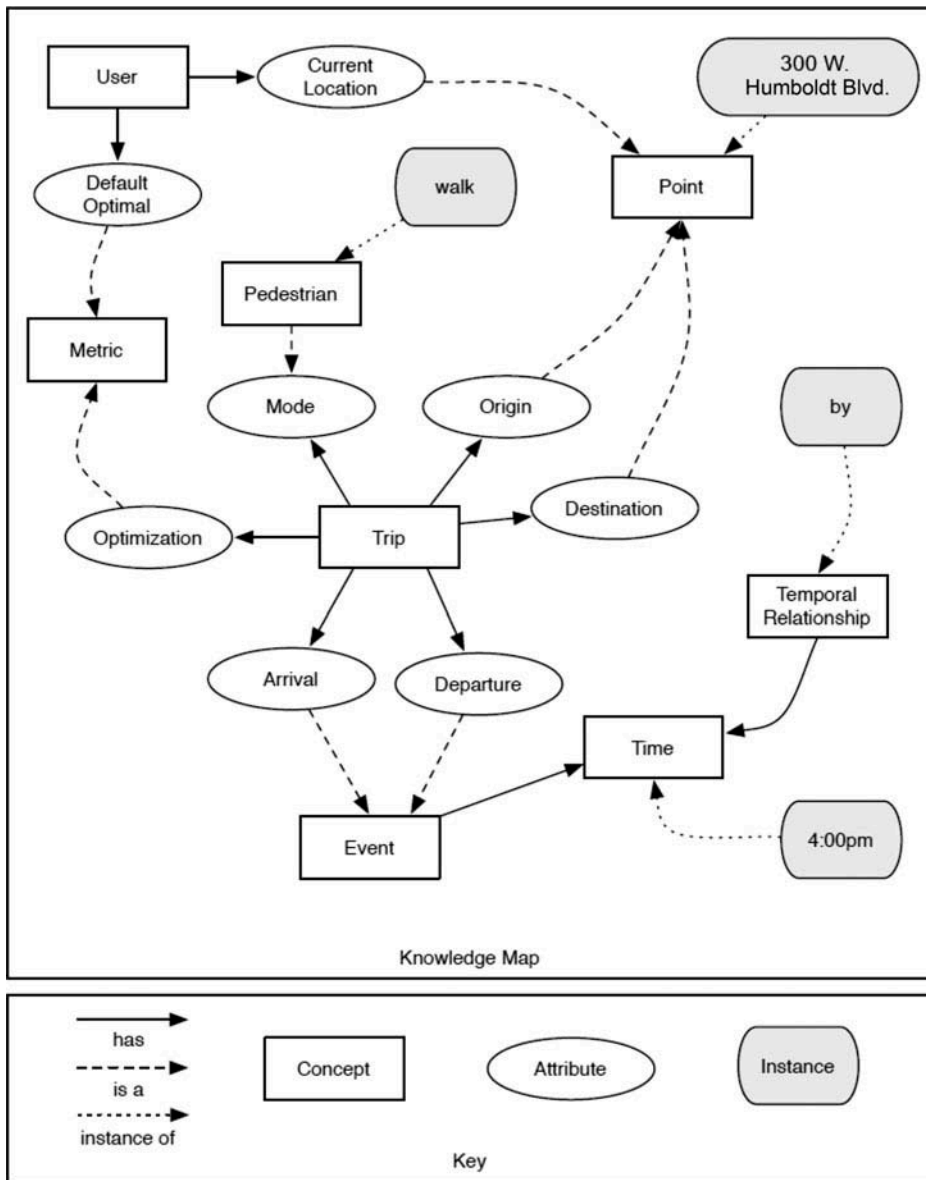 User
Current
Location
300 W.
Humboldt Blvd.
Default
Optimal
walk
Point
Pedestrian
Metric
Mode
Origin
by
Optimization
Trip
Destination
Temporal
Relationship
Arrival
Departure
Time
Event
4:00pm
Knowledge Map
has
is a
instance of
Concept
Attribute
Instance
Key